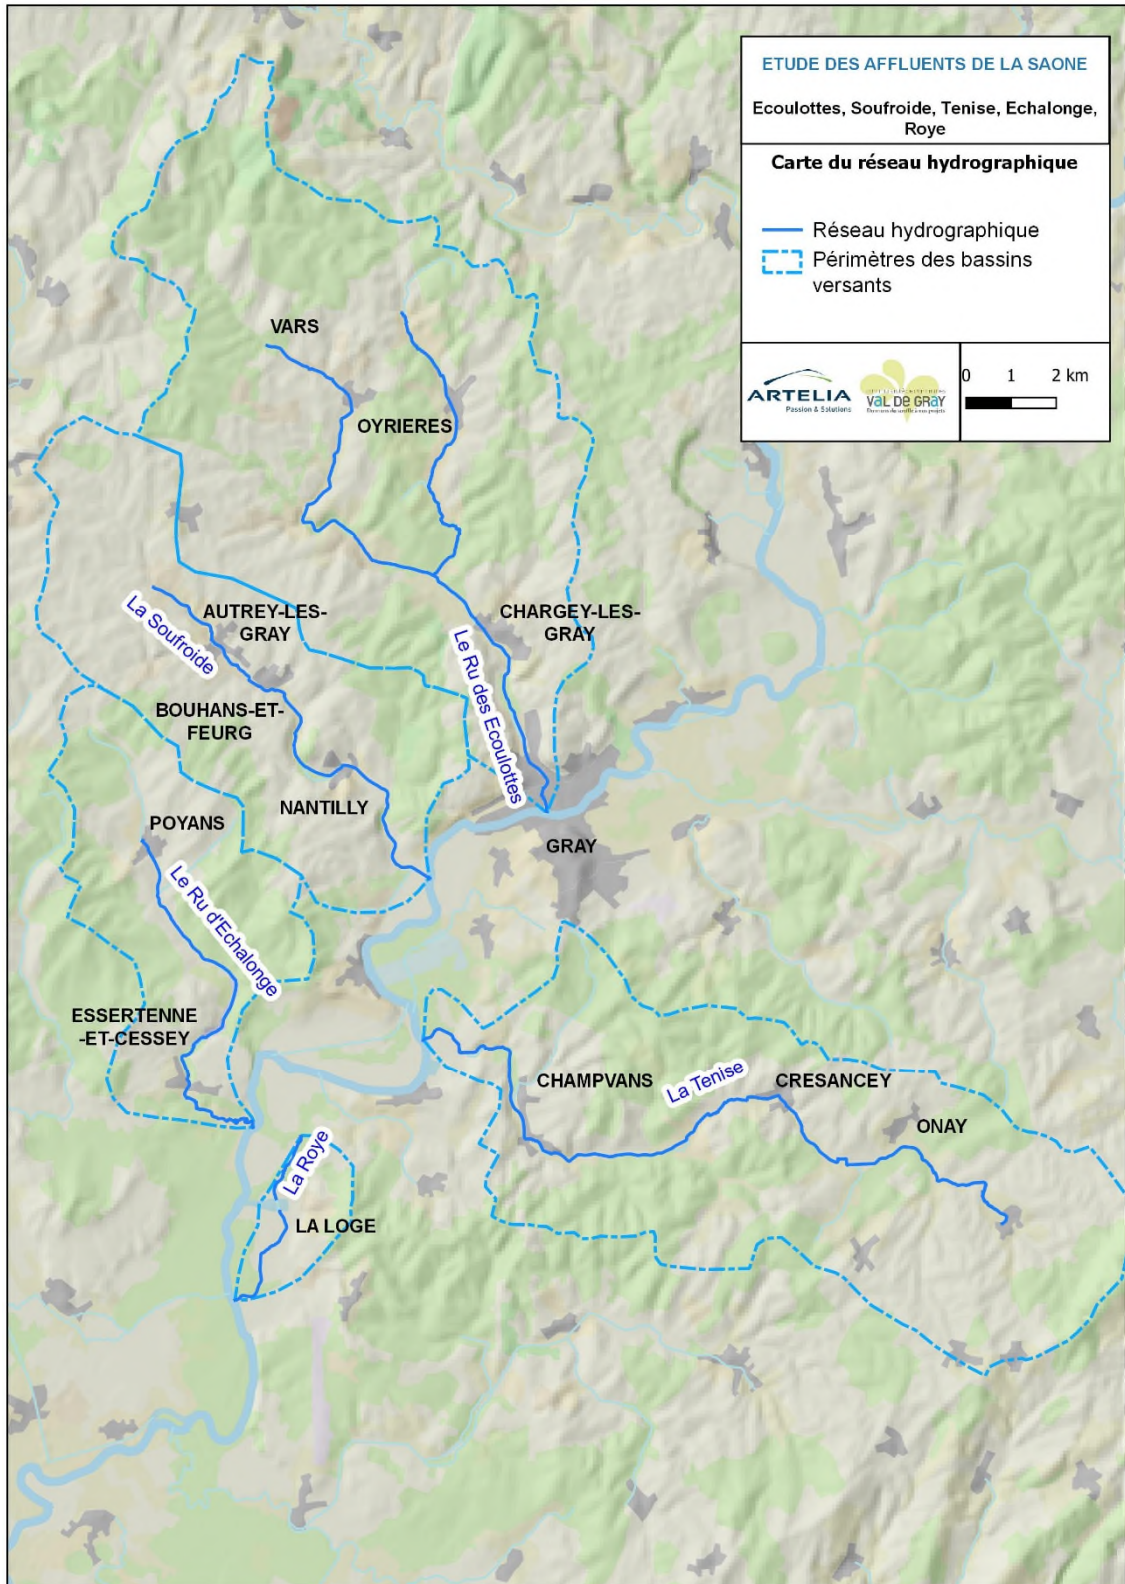 ETUDE DES AFFLUENTS DE LA SAONE
Ecoulottes, Soufroide, Tenise, Echalonge,
Roye
Carte du réseau hydrographique
Réseau hydrographique
Périmètres des bassins
versants
ARTELIA
Passion & Solutions
VAL DE GRAY
0 1 2 km
VARS
OYRIERES
La Soufroide
AUTREY-LES-
GRAY
Le Ru des Ecoulottes
CHARGEY-LES-
GRAY
BOUHANS-ET-
FEURG
NANTILLY
POYANS
GRAY
Le Ru d'Echalonge
ESSERTENNE
-ET-CESSEY
CHAMPVANS
La Tenise
CRESANCEY
ONAY
La Roye
LA LOGE